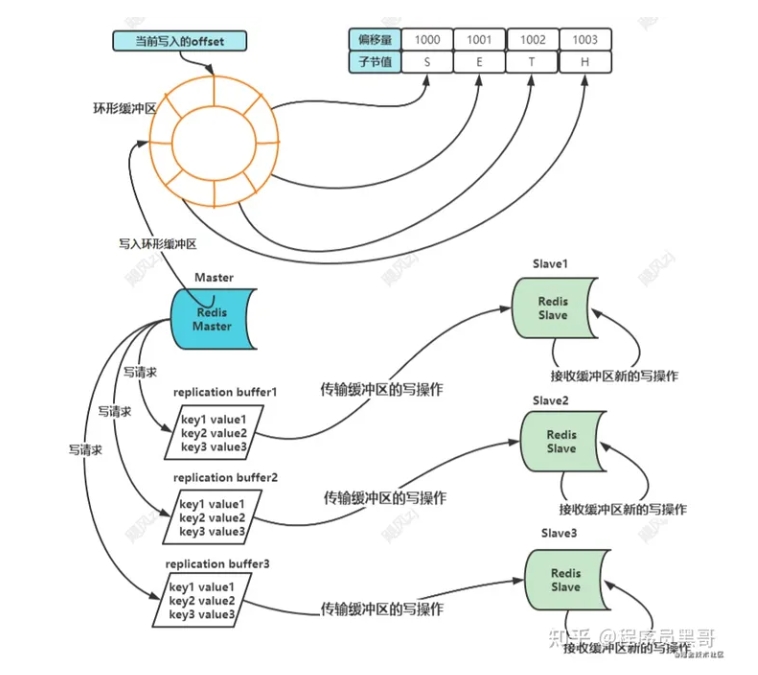 当前写入的offset
偏移量 1000 1001 1002 1003
子节值 S E T H
环形缓冲区
写入环形缓冲区
Master
Redis
Master
写请求
写请求
写请求
replication buffer1
key1 value1
key2 value2
key3 value3
传输缓冲区的写操作
Slave1
Redis
Slave
接收缓冲区新的写操作
replication buffer2
key1 value1
key2 value2
key3 value3
传输缓冲区的写操作
Slave2
Redis
Slave
接收缓冲区新的写操作
replication buffer3
key1 value1
key2 value2
key3 value3
传输缓冲区的写操作
Slave3
Redis
Slave
接收缓冲区新的写操作
知乎 @程序员黑哥